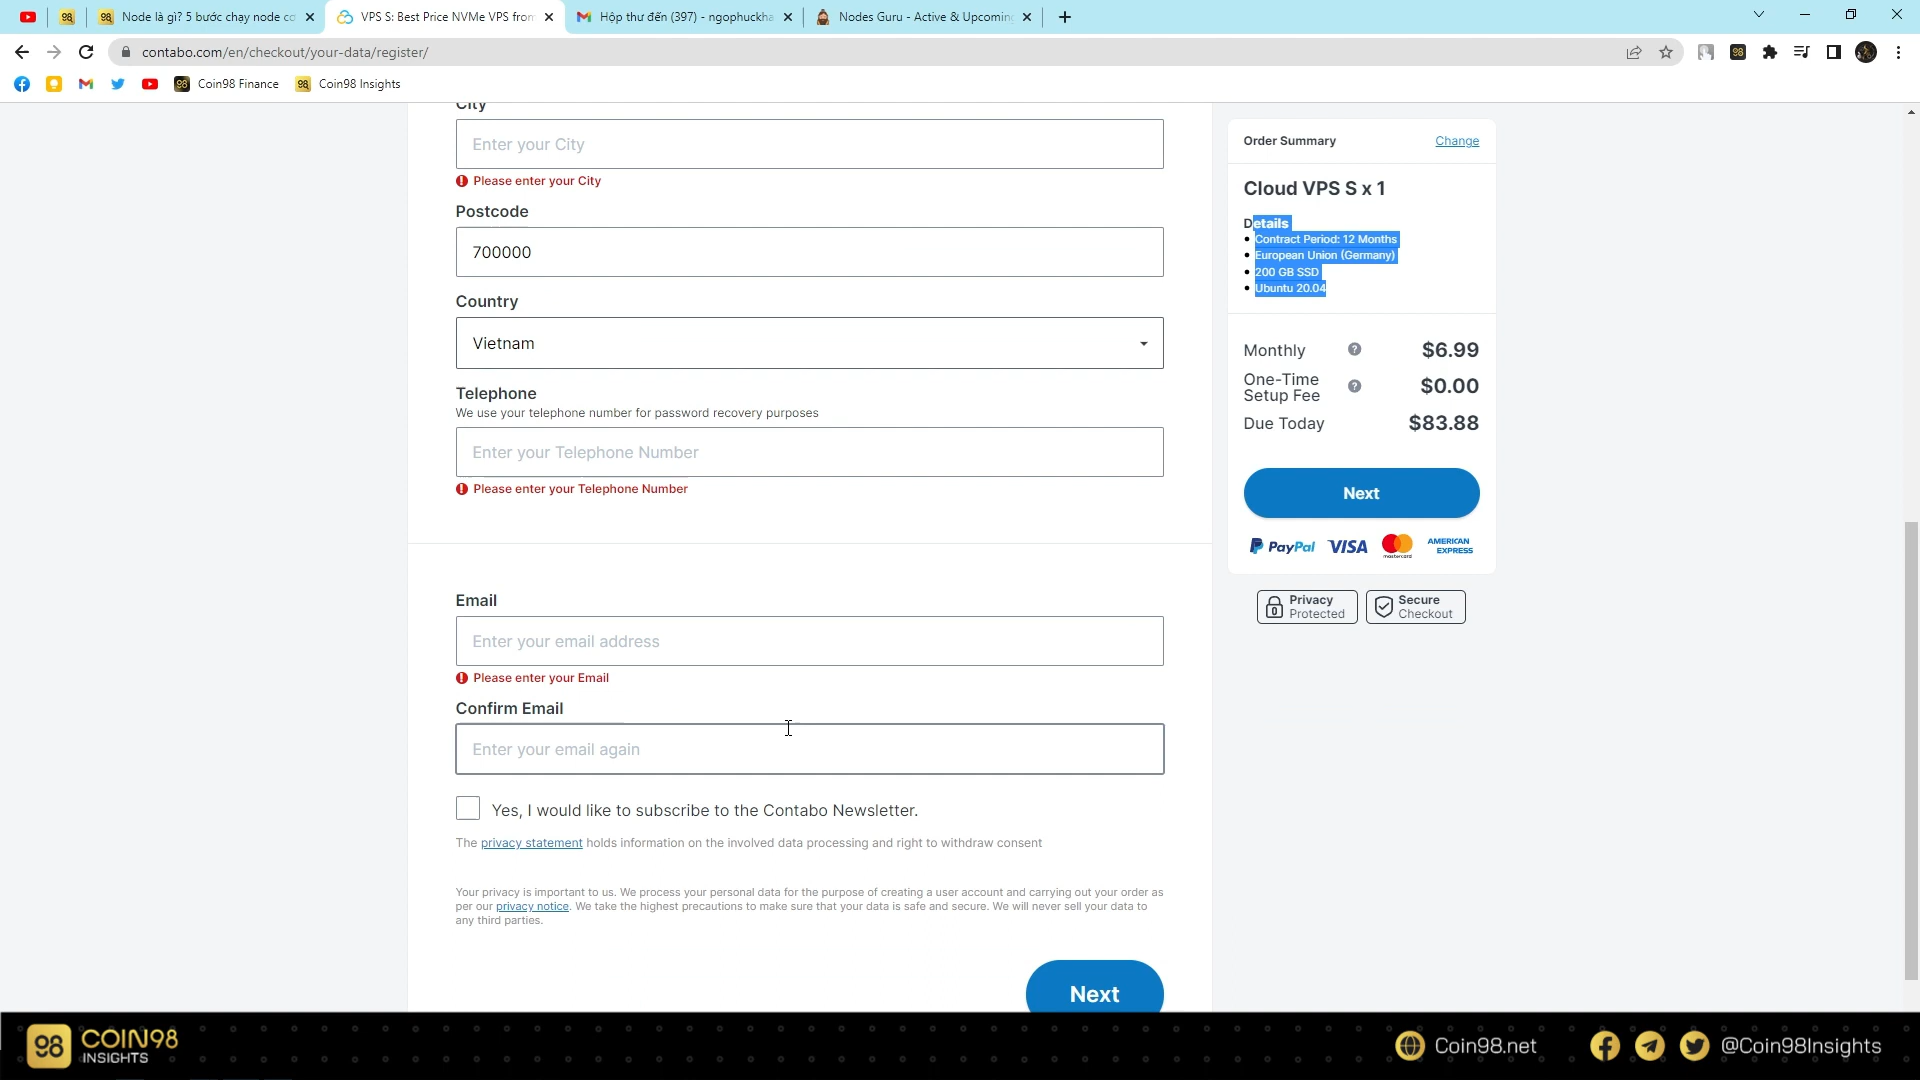 Node là gì? 5 bước chạy node cơ
VPS S: Best Price NVMe VPS from
Hộp thư đến (397) - ngophuckha
Nodes Guru - Active & Upcoming
contabo.com/en/checkout/your-data/register/
Coin98 Finance
Coin98 Insights
City
Enter your City
Please enter your City
Postcode
700000
Country
Vietnam
Telephone
We use your telephone number for password recovery purposes
Enter your Telephone Number
Please enter your Telephone Number
Email
Enter your email address
Please enter your Email
Confirm Email
Enter your email again
Yes, I would like to subscribe to the Contabo Newsletter.
The privacy statement holds information on the involved data processing and right to withdraw consent
Your privacy is important to us. We process your personal data for the purpose of creating a user account and carrying out your order as
per our privacy notice. We take the highest precautions to make sure that your data is safe and secure. We will never sell your data to
any third parties.
Next
Order Summary
Change
Cloud VPS S x 1
Details
Contract Period: 12 Months
European Union (Germany)
200 GB SSD
Ubuntu 20.04
Monthly $6.99
One-Time
Setup Fee $0.00
Due Today $83.88
Next
PayPal VISA mastercard AMERICAN
EXPRESS
Privacy
Protected
Secure
Checkout
98 COIN98
INSIGHTS
Coin98.net
@Coin98Insights